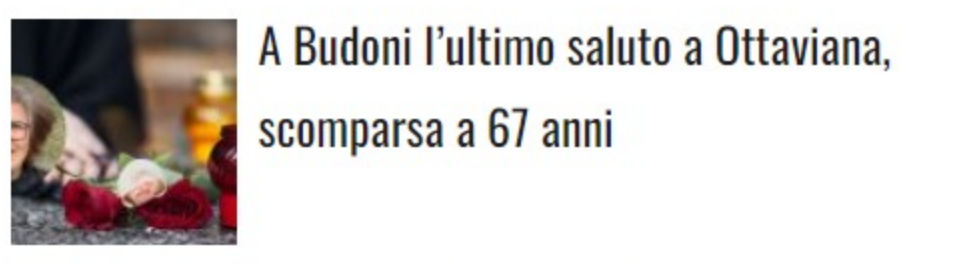 A Budoni l’ultimo saluto a Ottaviana,
scomparsa a 67 anni